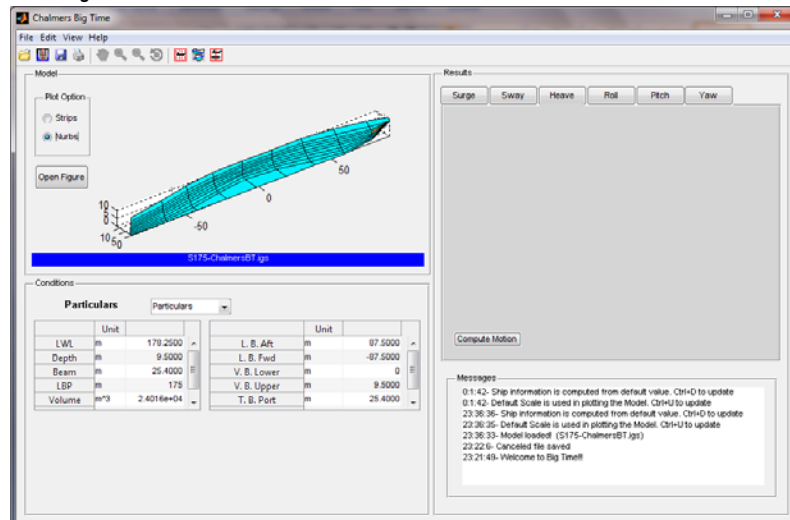 Chalmers Big Time
File Edit View Help
Model
Plot Option
Strips
Nurbs
Open Figure
10
5
0
10
50
-50
0
50
S175-ChalmersBT.igs
Conditions
Particulars
Particulars
Unit
LWL m 178.2500
Depth m 9.5000
Beam m 25.4000
LBP m 175
Volume m^3 2.4016e+04
Unit
L. B. Aft m 87.5000
L. B. Fwd m -87.5000
V. B. Lower m 0
V. B. Upper m 9.5000
T. B. Port m 25.4000
Results
Surge Sway Heave Roll Pitch Yaw
Compute Motion
Messages
0:1:42- Ship information is computed from default value. Ctrl+D to update
0:1:42- Default Scale is used in plotting the Model. Ctrl+U to update
23:36:36- Ship information is computed from default value. Ctrl+D to update
23:36:35- Default Scale is used in plotting the Model. Ctrl+U to update
23:36:33- Model loaded! (S175-ChalmersBT.igs)
23:22:6- Canceled file saved
23:21:49- Welcome to Big Time!!!